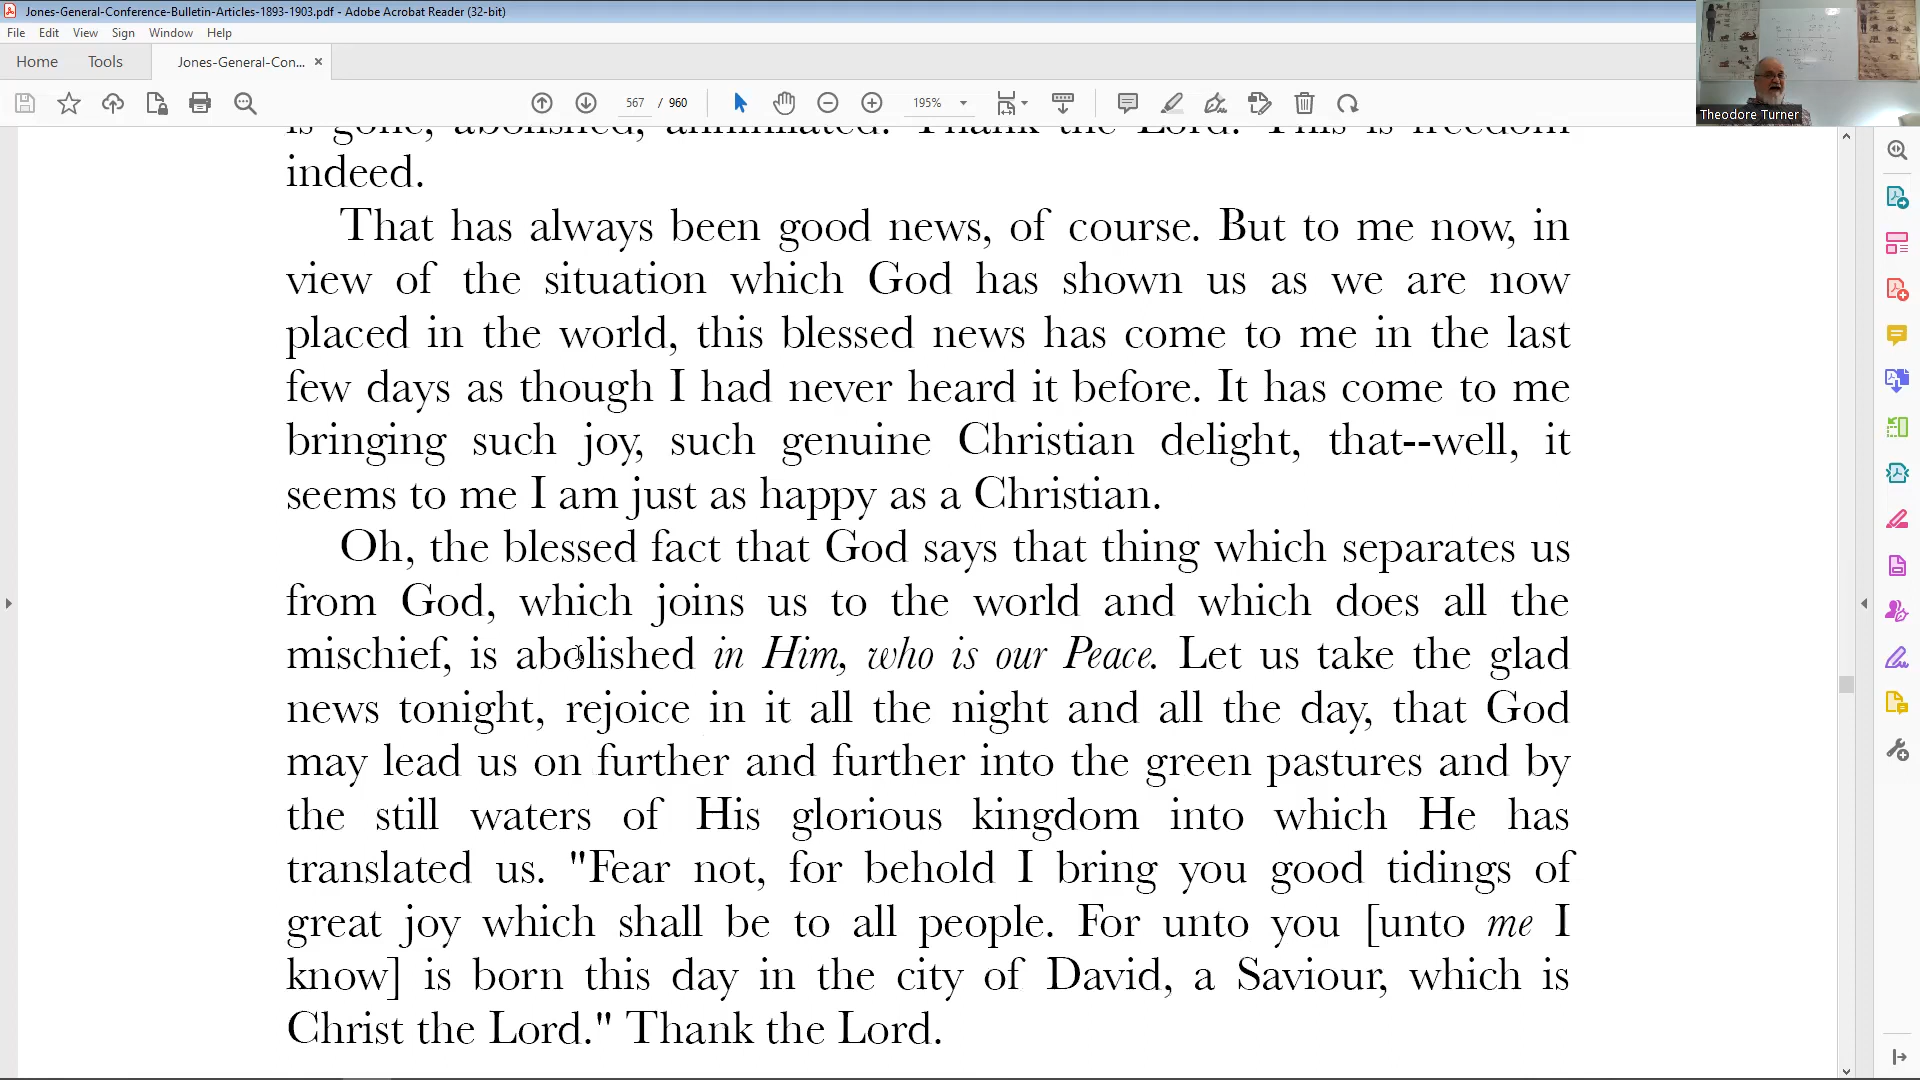 Jones-General-Conference-Bulletin-Articles-1893-1903.pdf - Adobe Acrobat Reader (32-bit)
File Edit View Sign Window Help
Home Tools Jones-General-Con... ×
567 / 960 195%
Theodore Turner
is gone, abolished, annihilated. Thank the Lord. This is freedom
indeed.
That has always been good news, of course. But to me now, in
view of the situation which God has shown us as we are now
placed in the world, this blessed news has come to me in the last
few days as though I had never heard it before. It has come to me
bringing such joy, such genuine Christian delight, that--well, it
seems to me I am just as happy as a Christian.
Oh, the blessed fact that God says that thing which separates us
from God, which joins us to the world and which does all the
mischief, is abolished in Him, who is our Peace. Let us take the glad
news tonight, rejoice in it all the night and all the day, that God
may lead us on further and further into the green pastures and by
the still waters of His glorious kingdom into which He has
translated us. "Fear not, for behold I bring you good tidings of
great joy which shall be to all people. For unto you [unto me I
know] is born this day in the city of David, a Saviour, which is
Christ the Lord." Thank the Lord.